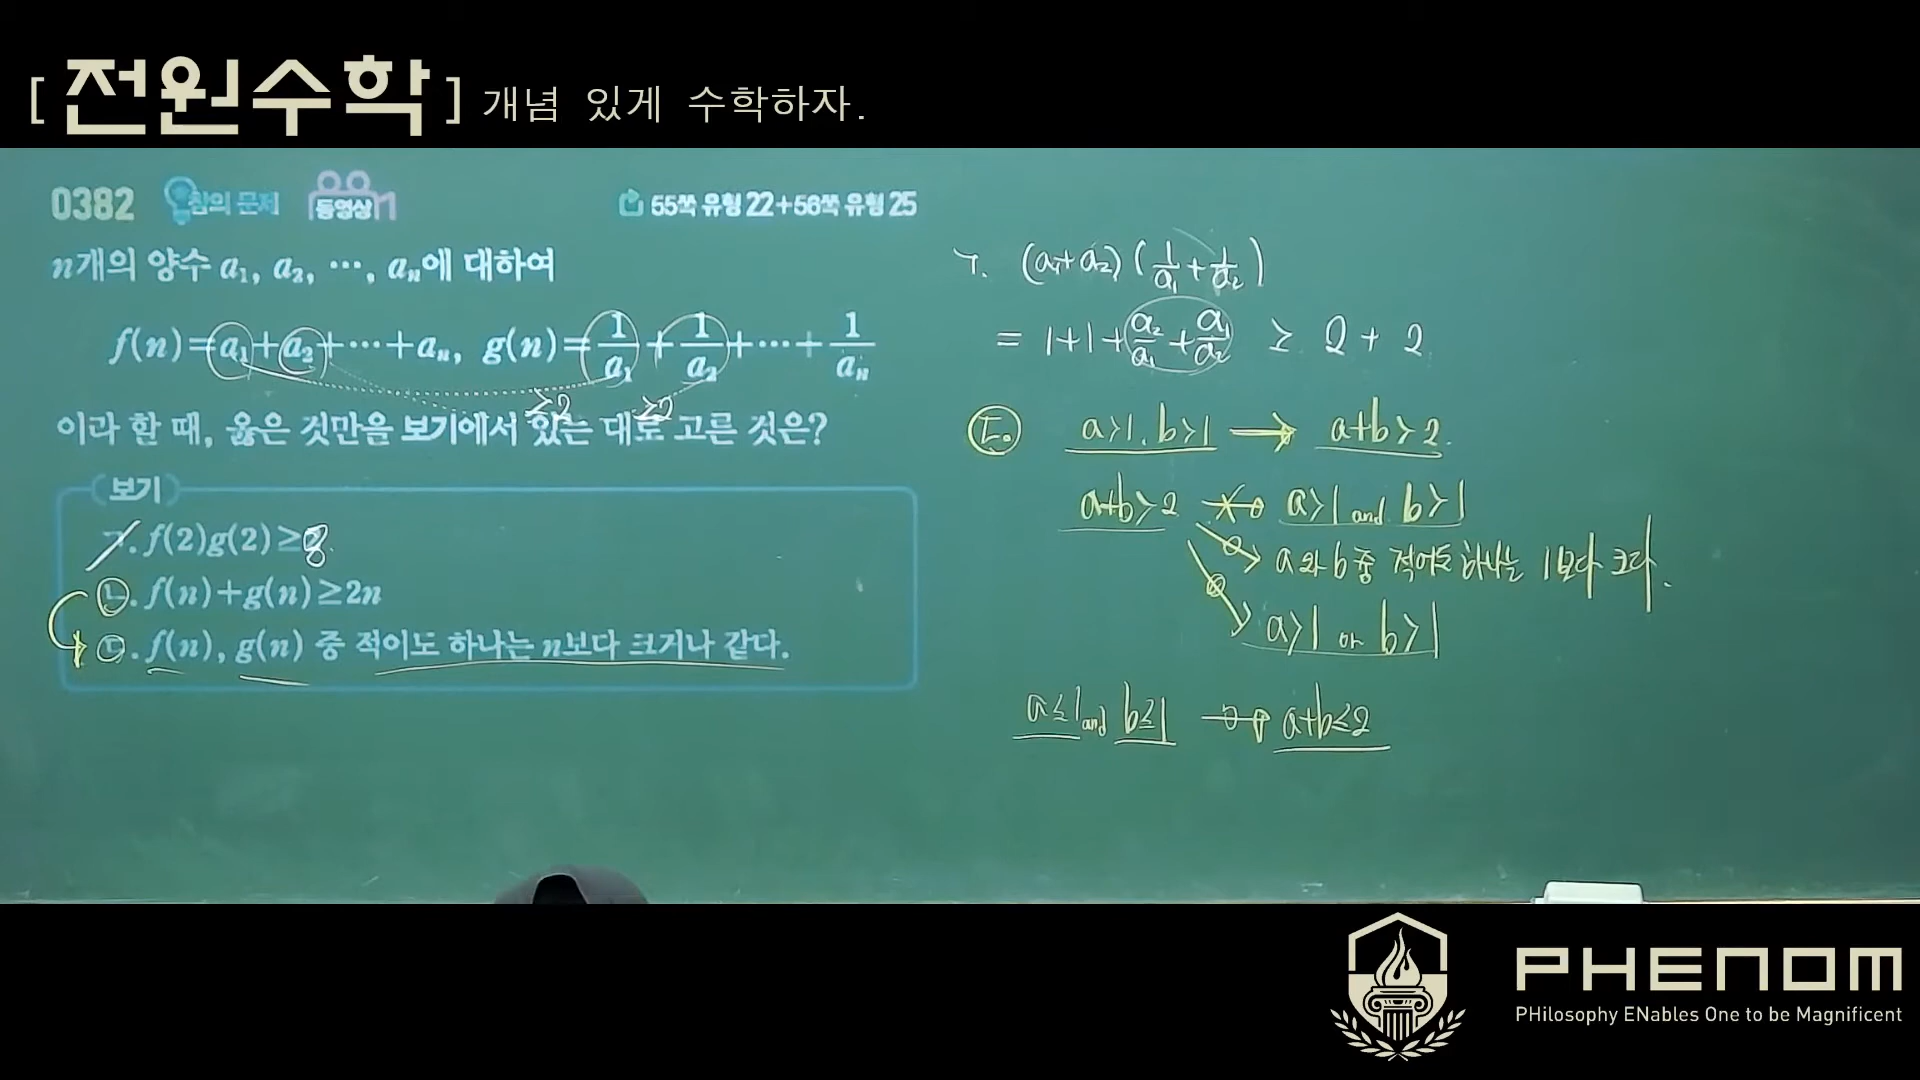 [전원수학] 개념 있게 수학하자.
0382 창의 문제 동영상 55쪽 유형 22+56쪽 유형 25
n개의 양수 a₁, a₂, ⋯, aₙ에 대하여
f(n)=a₁+a₂+⋯+aₙ, g(n)=1/a₁+1/a₂+⋯+1/aₙ
≥2 ≥2
이라 할 때, 옳은 것만을 보기에서 있는 대로 고른 것은?
보기
ㄱ. f(2)g(2)≥8
ㄴ. f(n)+g(n)≥2n
ㄷ. f(n), g(n) 중 적어도 하나는 n보다 크거나 같다.
ㄱ. (a₁+a₂)(1/a₁+1/a₂)
= 1+1+a₂/a₁+a₁/a₂ ≥ 2+2
ㄷ. a>1, b>1 → a+b>2.
a+b>2 → a>1 and b>1
a와 b 중 적어도 하나는 1보다 크다.
a>1 or b>1
a≤1 and b≤1 → a+b≤2
PHENOM
PHilosophy ENables One to be Magnificent